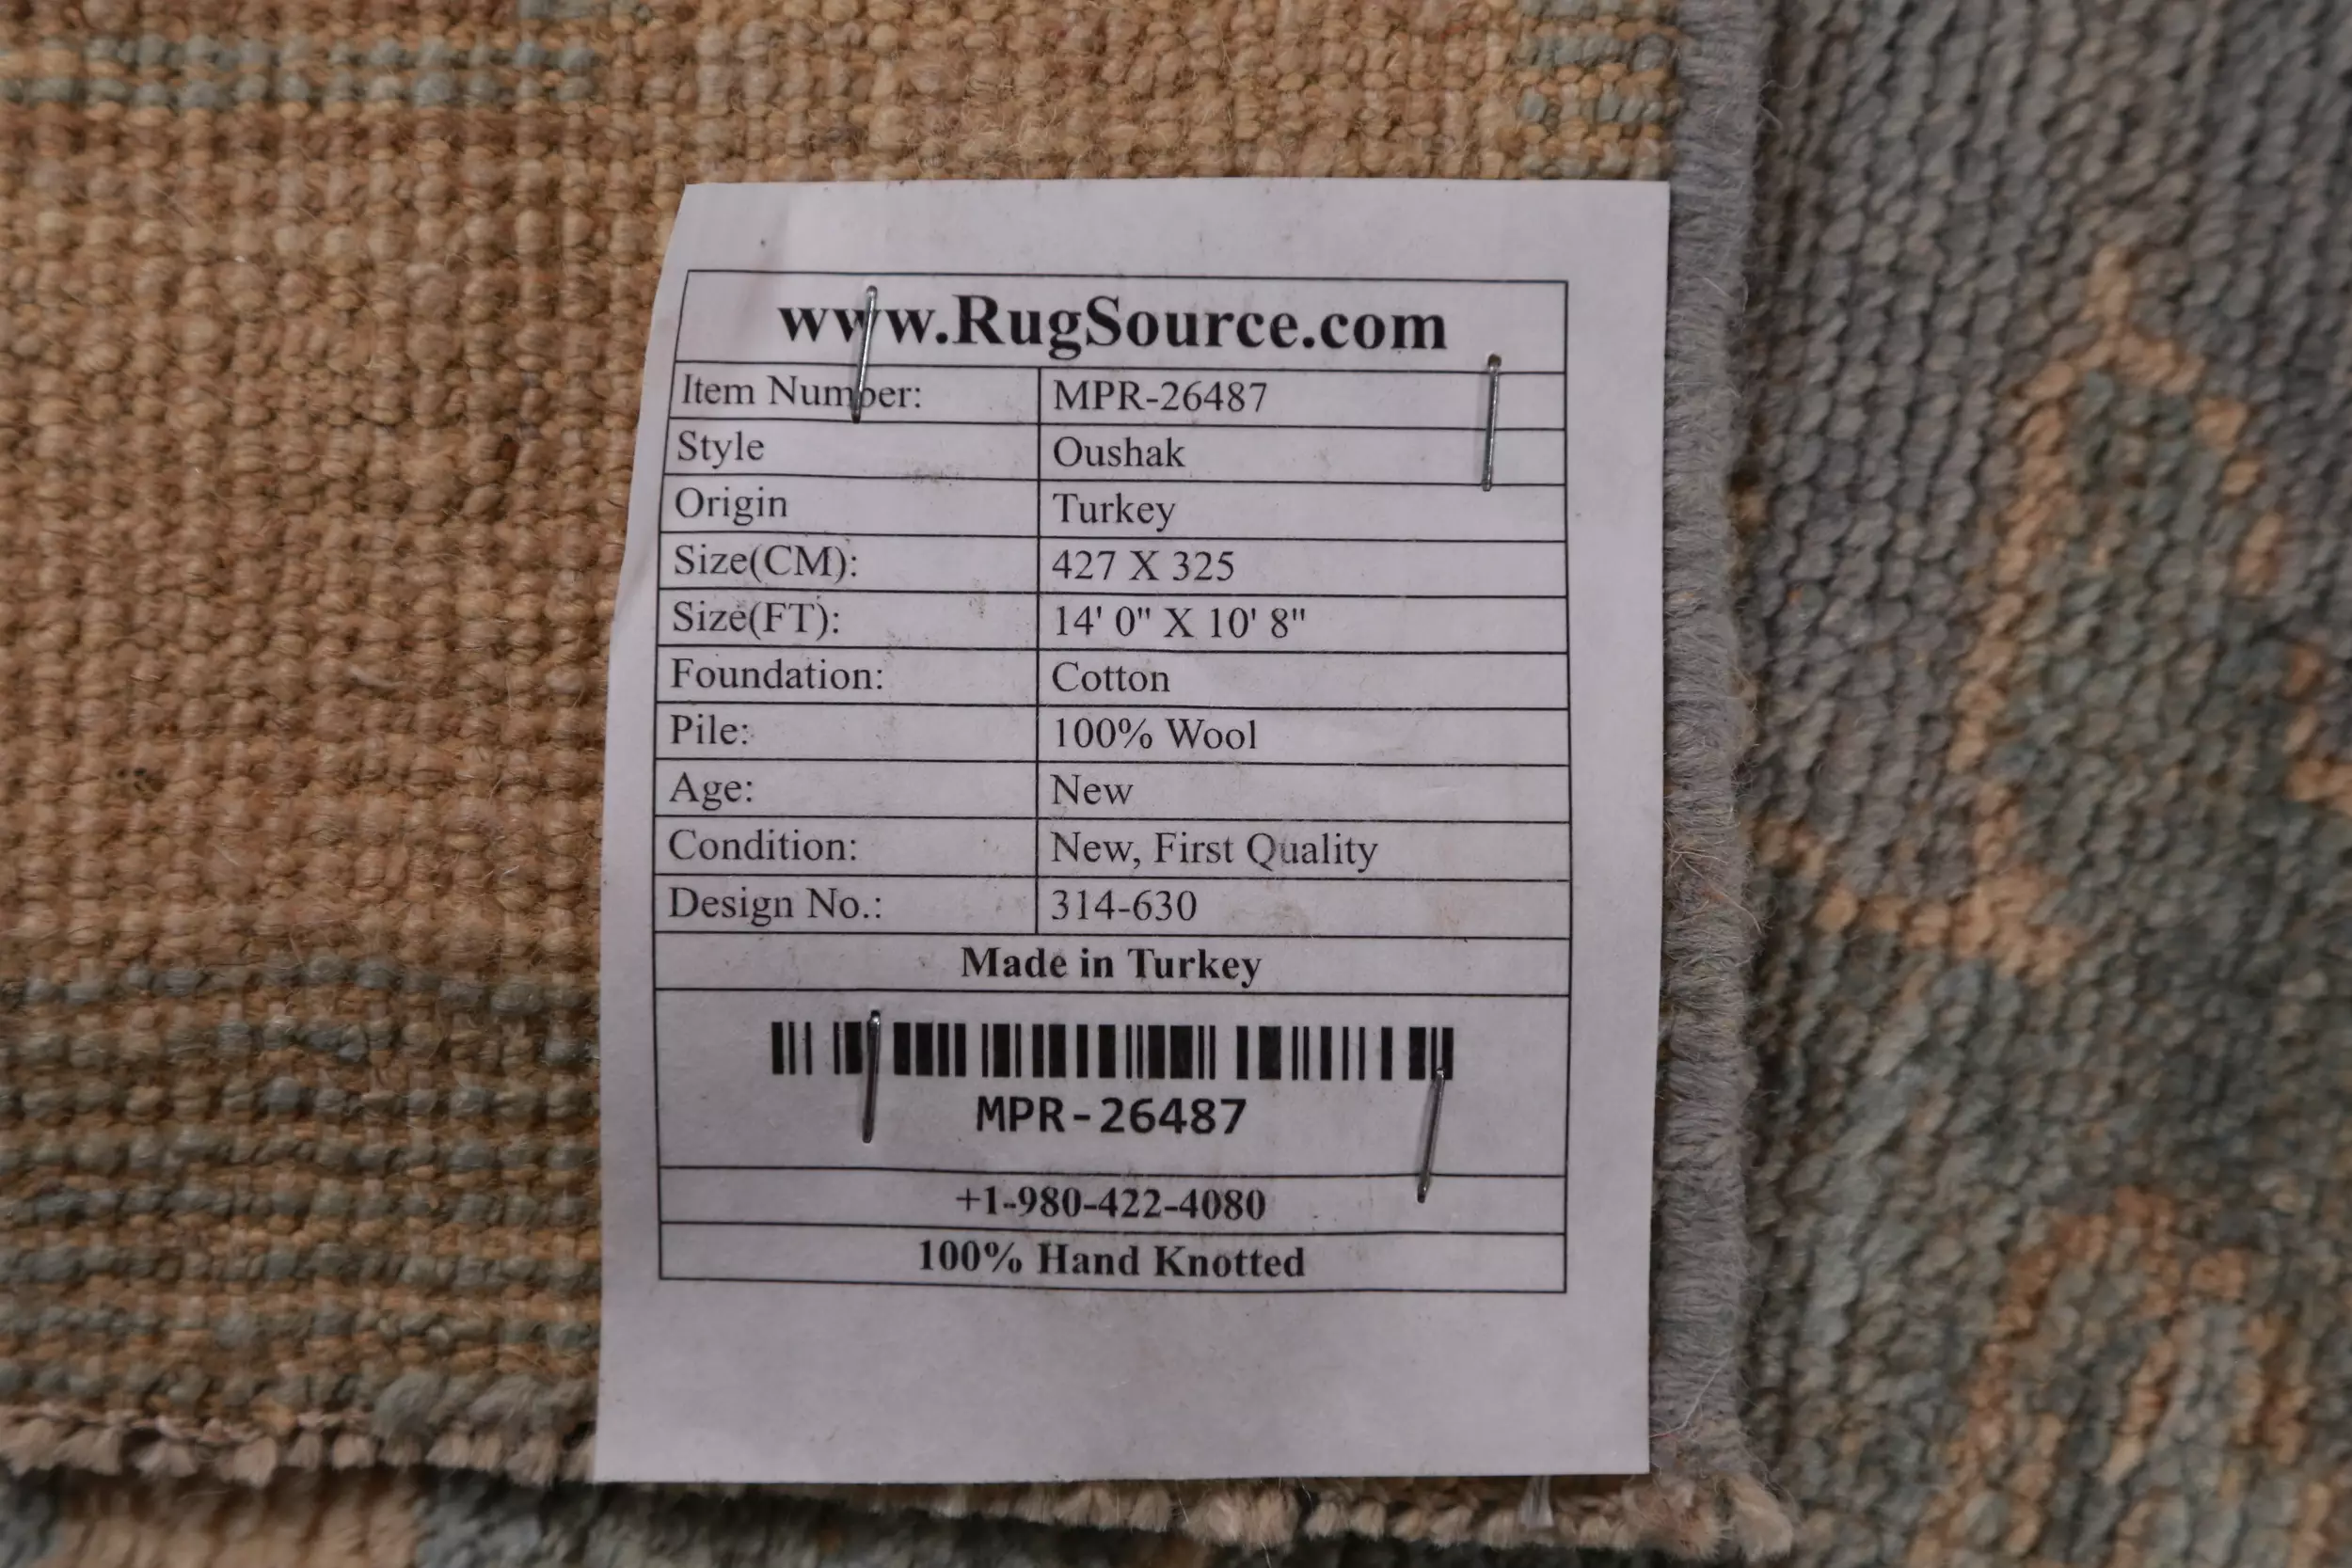 www.RugSource.com
Item Number: MPR-26487
Style Oushak
Origin Turkey
Size(CM): 427 X 325
Size(FT): 14' 0" X 10' 8"
Foundation: Cotton
Pile: 100% Wool
Age: New
Condition: New, First Quality
Design No.: 314-630
Made in Turkey
MPR-26487
+1-980-422-4080
100% Hand Knotted